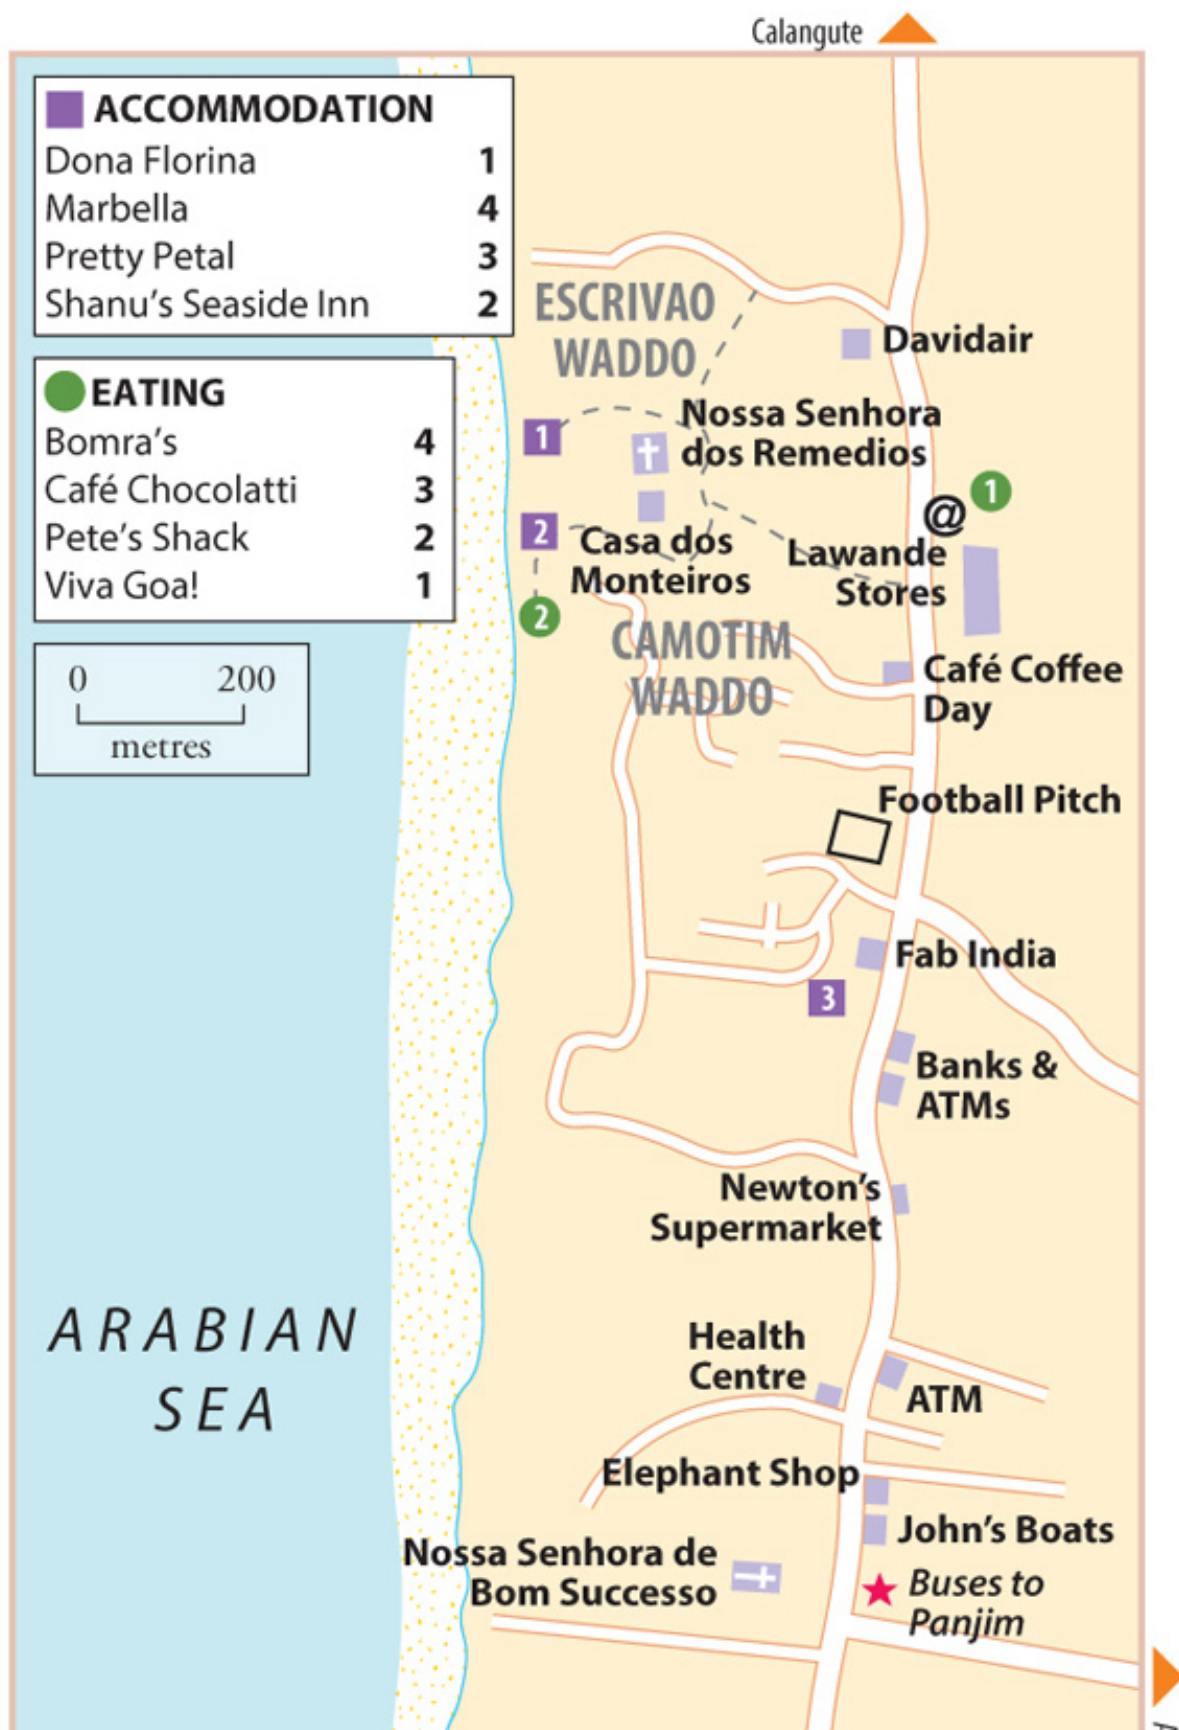 Calangute
ACCOMMODATION
Dona Florina 1
Marbella 4
Pretty Petal 3
Shanu's Seaside Inn 2
EATING
Bomra's 4
Café Chocolatti 3
Pete's Shack 2
Viva Goa! 1
0 200
metres
ESCRIVAO
WADDO
Davidair
1
Nossa Senhora
dos Remedios
@ 1
2
Casa dos
Monteiros
Lawande
Stores
2
CAMOTIM
WADDO
Café Coffee
Day
Football Pitch
Fab India
3
Banks &
ATMs
Newton's
Supermarket
ARABIAN
SEA
Health
Centre
ATM
Elephant Shop
John's Boats
Nossa Senhora de
Bom Successo
Buses to
Panjim